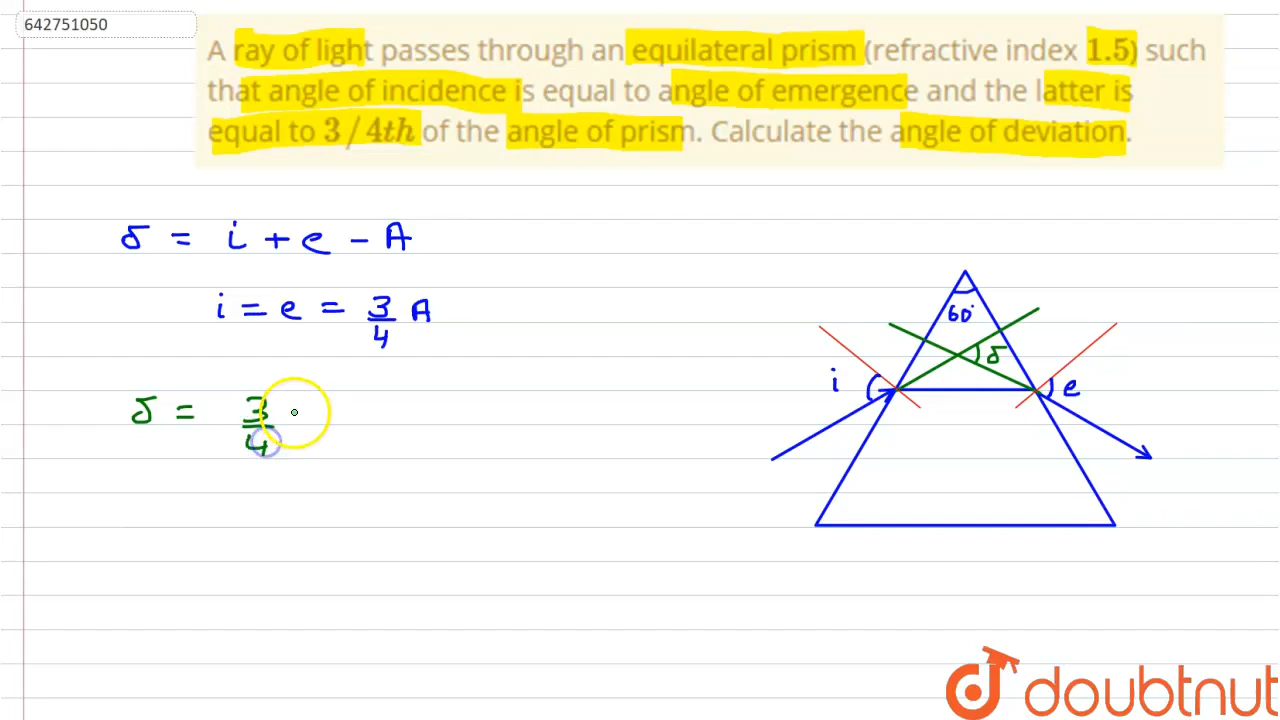 642751050
A ray of light passes through an equilateral prism (refractive index 1.5) such
that angle of incidence is equal to angle of emergence and the latter is
equal to 3/4th of the angle of prism. Calculate the angle of deviation.
δ = i + e - A
i = e = 3/4 A
δ = 3/4
60°
δ
i
e
doubtnut